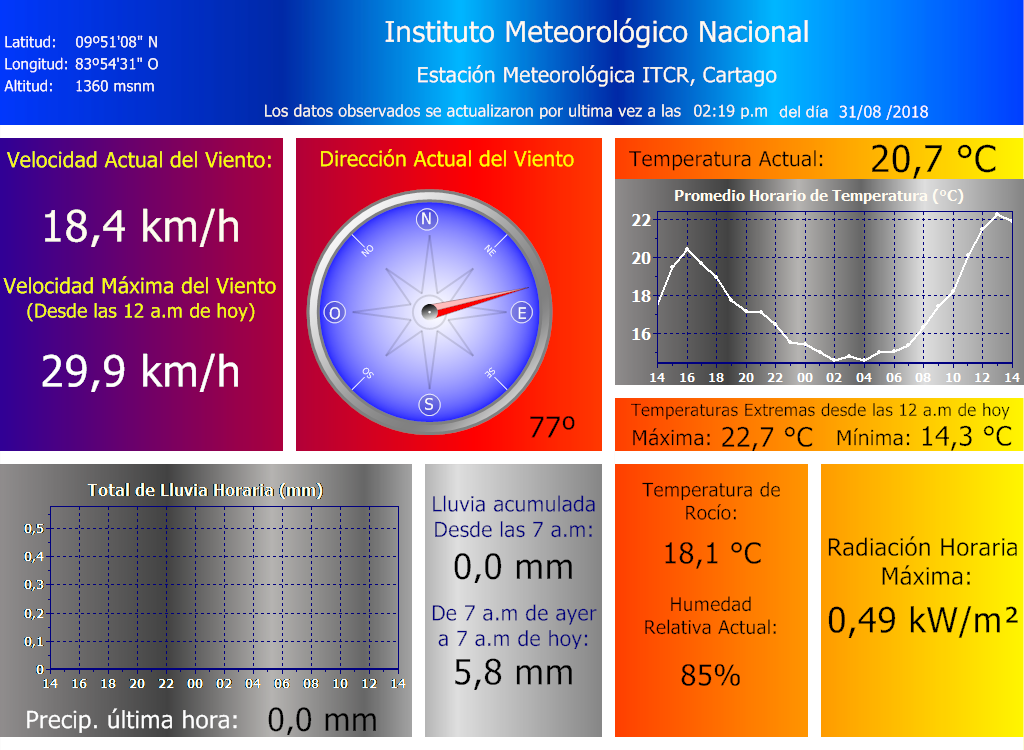 Instituto Meteorológico Nacional
Estación Meteorológica ITCR, Cartago
Latitud: 09º51'08" N
Longitud: 83º54'31" O
Altitud: 1360 msnm
Los datos observados se actualizaron por ultima vez a las 02:19 p.m del día 31/08 /2018
Velocidad Actual del Viento:
18,4 km/h
Velocidad Máxima del Viento
(Desde las 12 a.m de hoy)
29,9 km/h
Dirección Actual del Viento
N
NO
NE
O
E
SO
SE
S
77º
Temperatura Actual: 20,7 ºC
Promedio Horario de Temperatura (ºC)
22
20
18
16
14 16 18 20 22 00 02 04 06 08 10 12 14
Temperaturas Extremas desde las 12 a.m de hoy
Máxima: 22,7 ºC Mínima: 14,3 ºC
Total de Lluvia Horaria (mm)
0,5
0,4
0,3
0,2
0,1
0
14 16 18 20 22 00 02 04 06 08 10 12 14
Precip. última hora: 0,0 mm
Lluvia acumulada
Desde las 7 a.m:
0,0 mm
De 7 a.m de ayer
a 7 a.m de hoy:
5,8 mm
Temperatura de
Rocío:
18,1 ºC
Humedad
Relativa Actual:
85%
Radiación Horaria
Máxima:
0,49 kW/m²